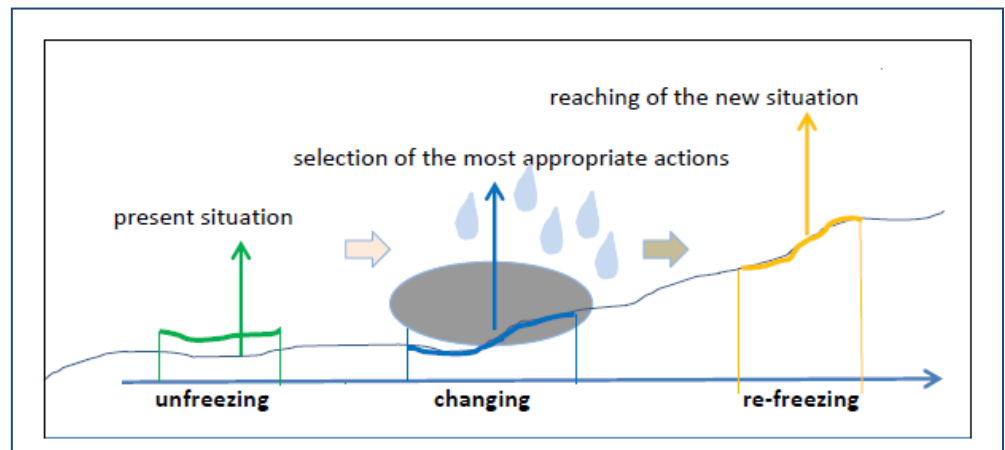 reaching of the new situation
selection of the most appropriate actions
present situation
unfreezing
changing
re-freezing